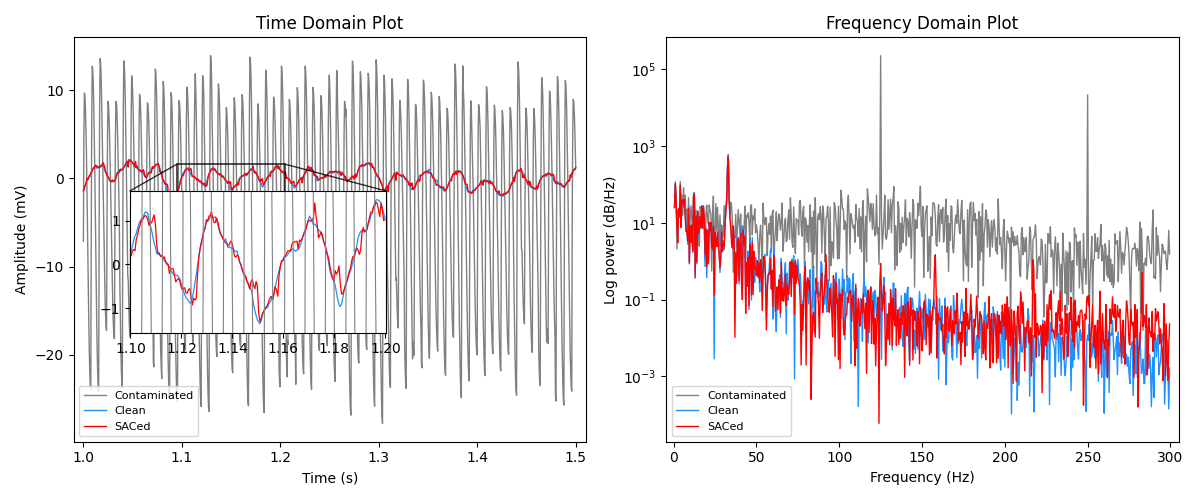 Time Domain Plot
Amplitude (mV)
10
0
−10
−20
1
0
−1
1.10 1.12 1.14 1.16 1.18 1.20
Contaminated
Clean
SACed
1.0 1.1 1.2 1.3 1.4 1.5
Time (s)
Frequency Domain Plot
Log power (dB/Hz)
10^5
10^3
10^1
10^−1
10^−3
Contaminated
Clean
SACed
0 50 100 150 200 250 300
Frequency (Hz)